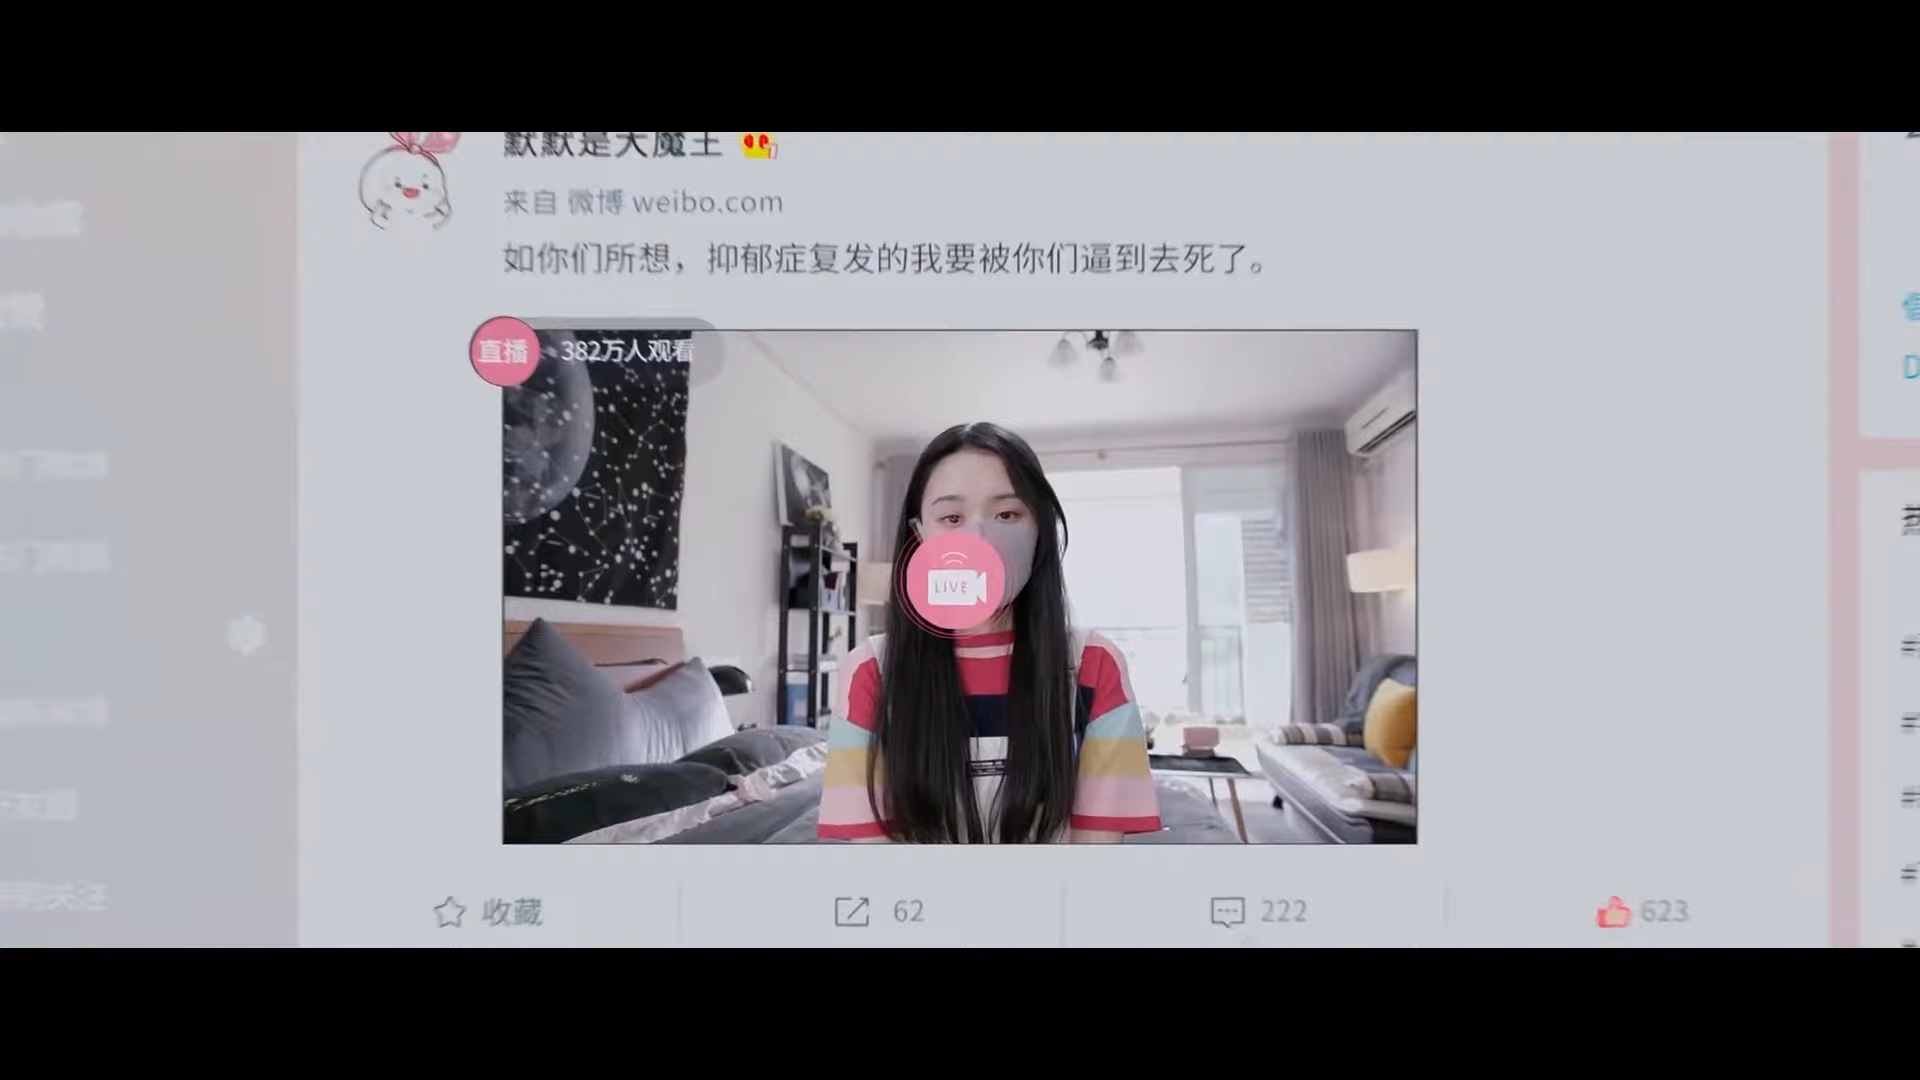 默默是大魔王
来自 微博 weibo.com
如你们所想，抑郁症复发的我要被你们逼到去死了。
直播 382万人观看
LIVE
收藏 62 222 623